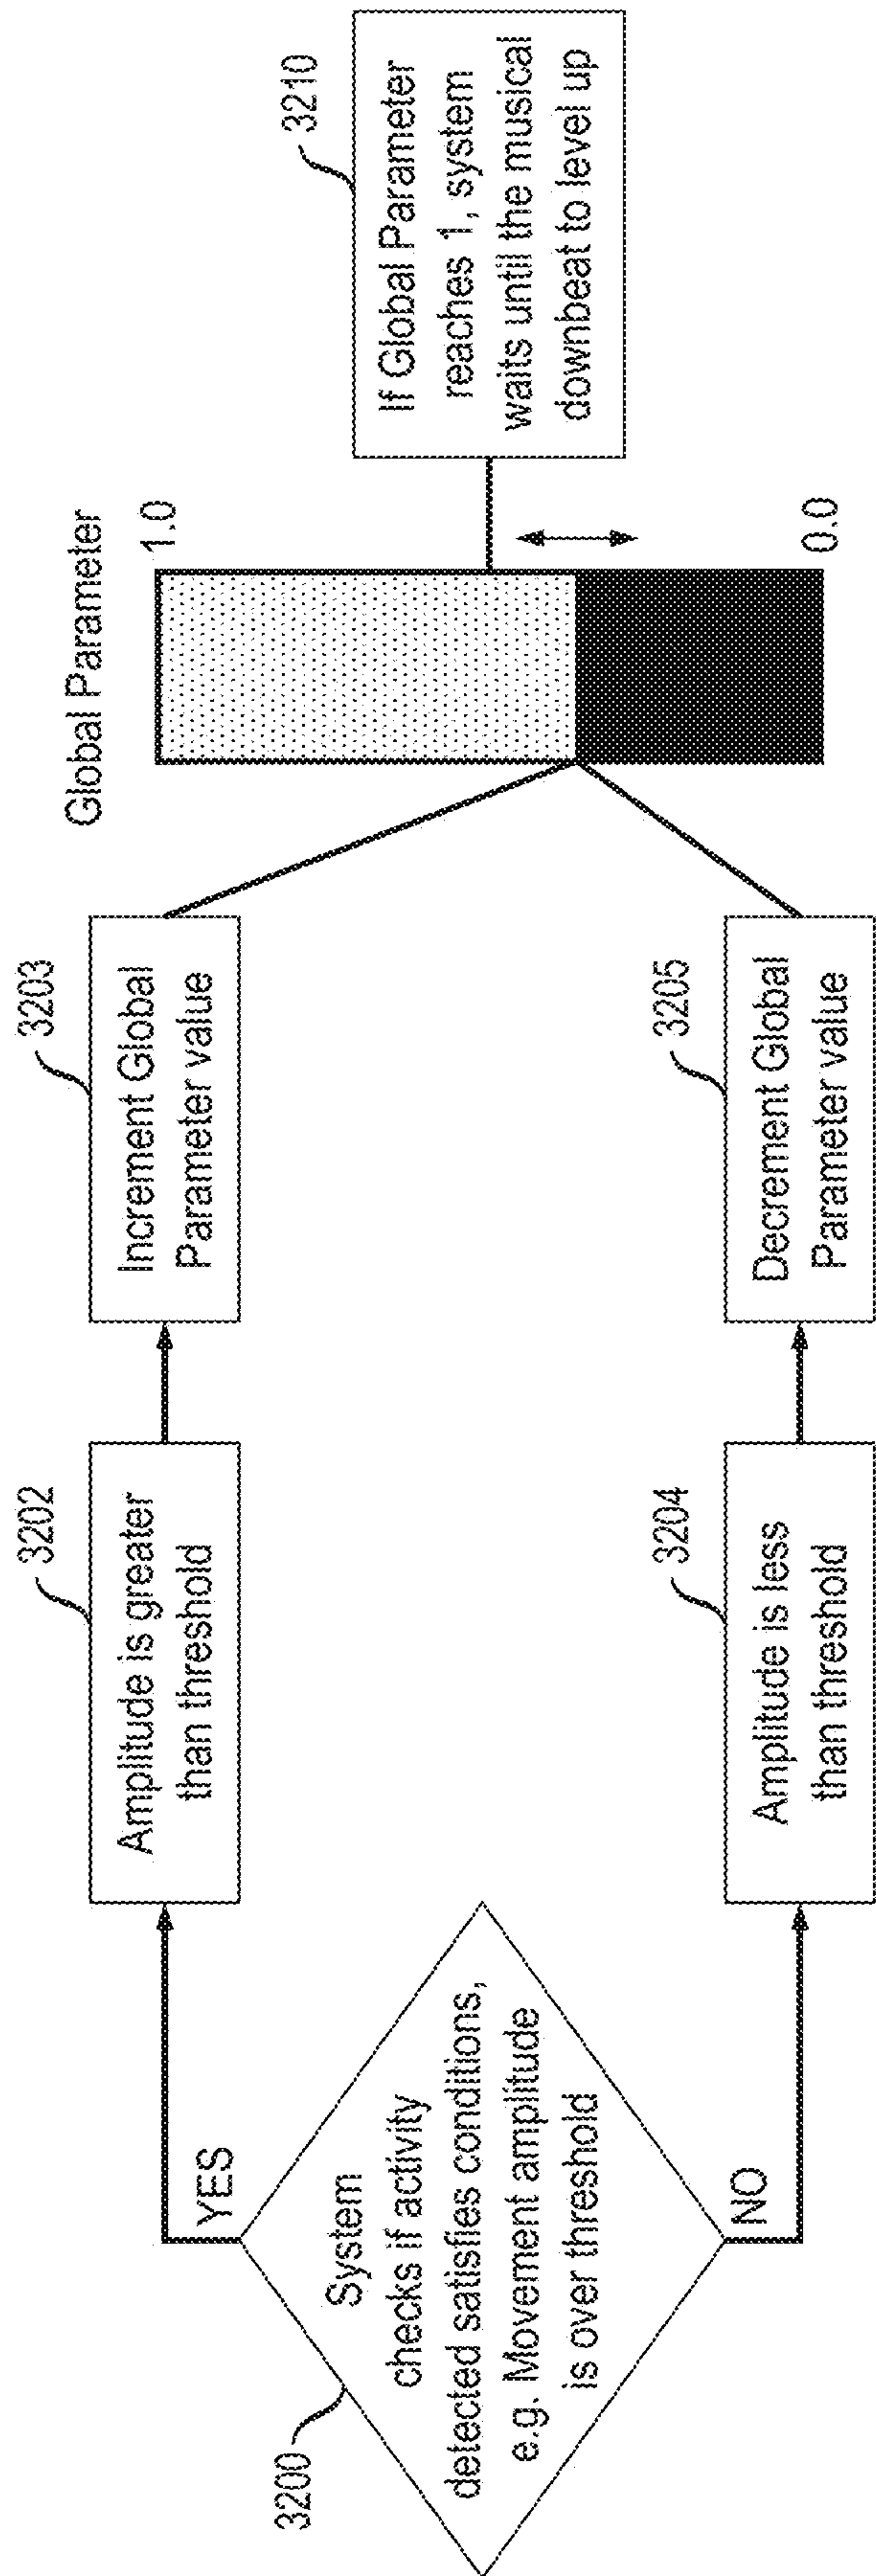 3200
System
checks if activity
detected satisfies conditions,
e.g. Movement amplitude
is over threshold
YES
NO
3202
Amplitude is greater
than threshold
3204
Amplitude is less
than threshold
3203
Increment Global
Parameter value
3205
Decrement Global
Parameter value
Global Parameter
1.0
0.0
3210
If Global Parameter
reaches 1, system
waits until the musical
downbeat to level up